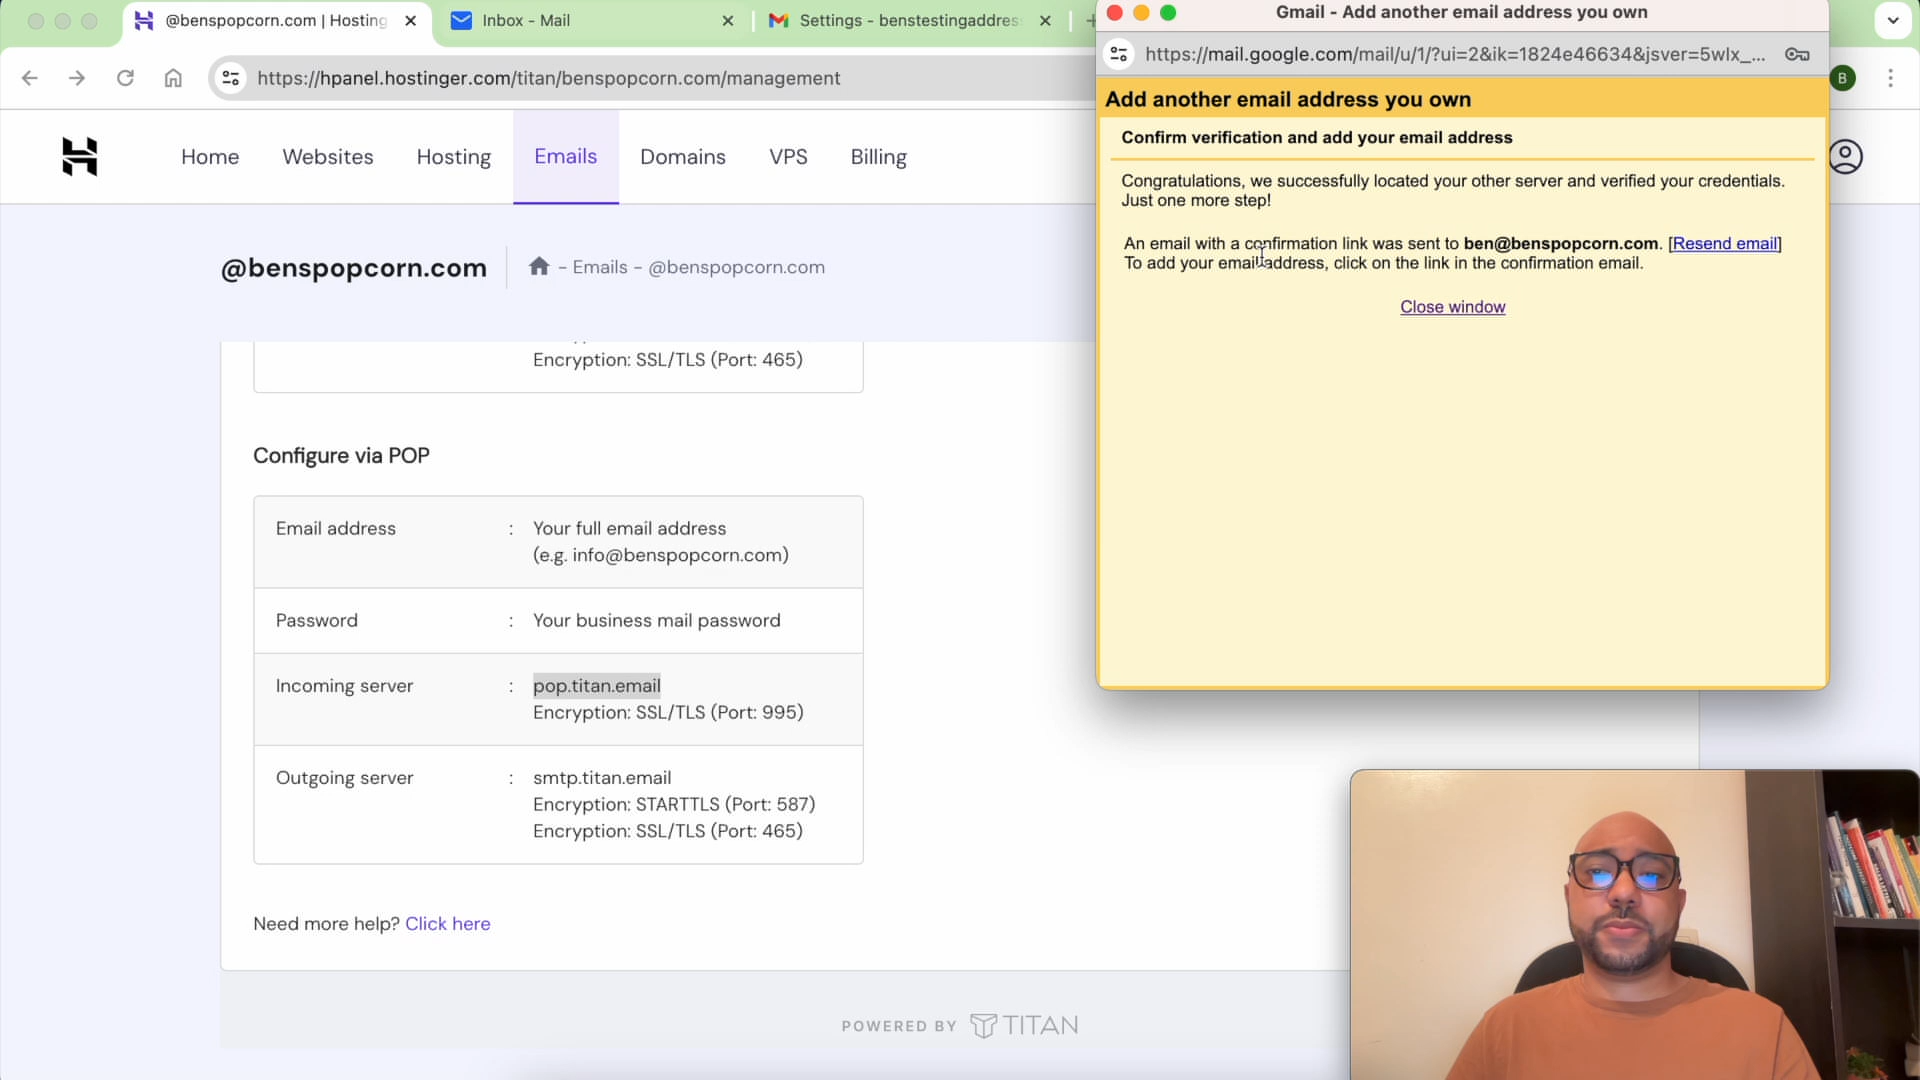 @benspopcorn.com | Hosting
Inbox - Mail
Settings - benstestingaddres
https://hpanel.hostinger.com/titan/benspopcorn.com/management
Home
Websites
Hosting
Emails
Domains
VPS
Billing
@benspopcorn.com
- Emails - @benspopcorn.com
Encryption: SSL/TLS (Port: 465)
Configure via POP
Email address : Your full email address
(e.g. info@benspopcorn.com)
Password : Your business mail password
Incoming server : pop.titan.email
Encryption: SSL/TLS (Port: 995)
Outgoing server : smtp.titan.email
Encryption: STARTTLS (Port: 587)
Encryption: SSL/TLS (Port: 465)
Need more help? Click here
POWERED BY TITAN
Gmail - Add another email address you own
https://mail.google.com/mail/u/1/?ui=2&ik=1824e46634&jsver=5wlx_...
B
Add another email address you own
Confirm verification and add your email address
Congratulations, we successfully located your other server and verified your credentials.
Just one more step!
An email with a confirmation link was sent to ben@benspopcorn.com. [Resend email]
To add your email address, click on the link in the confirmation email.
Close window